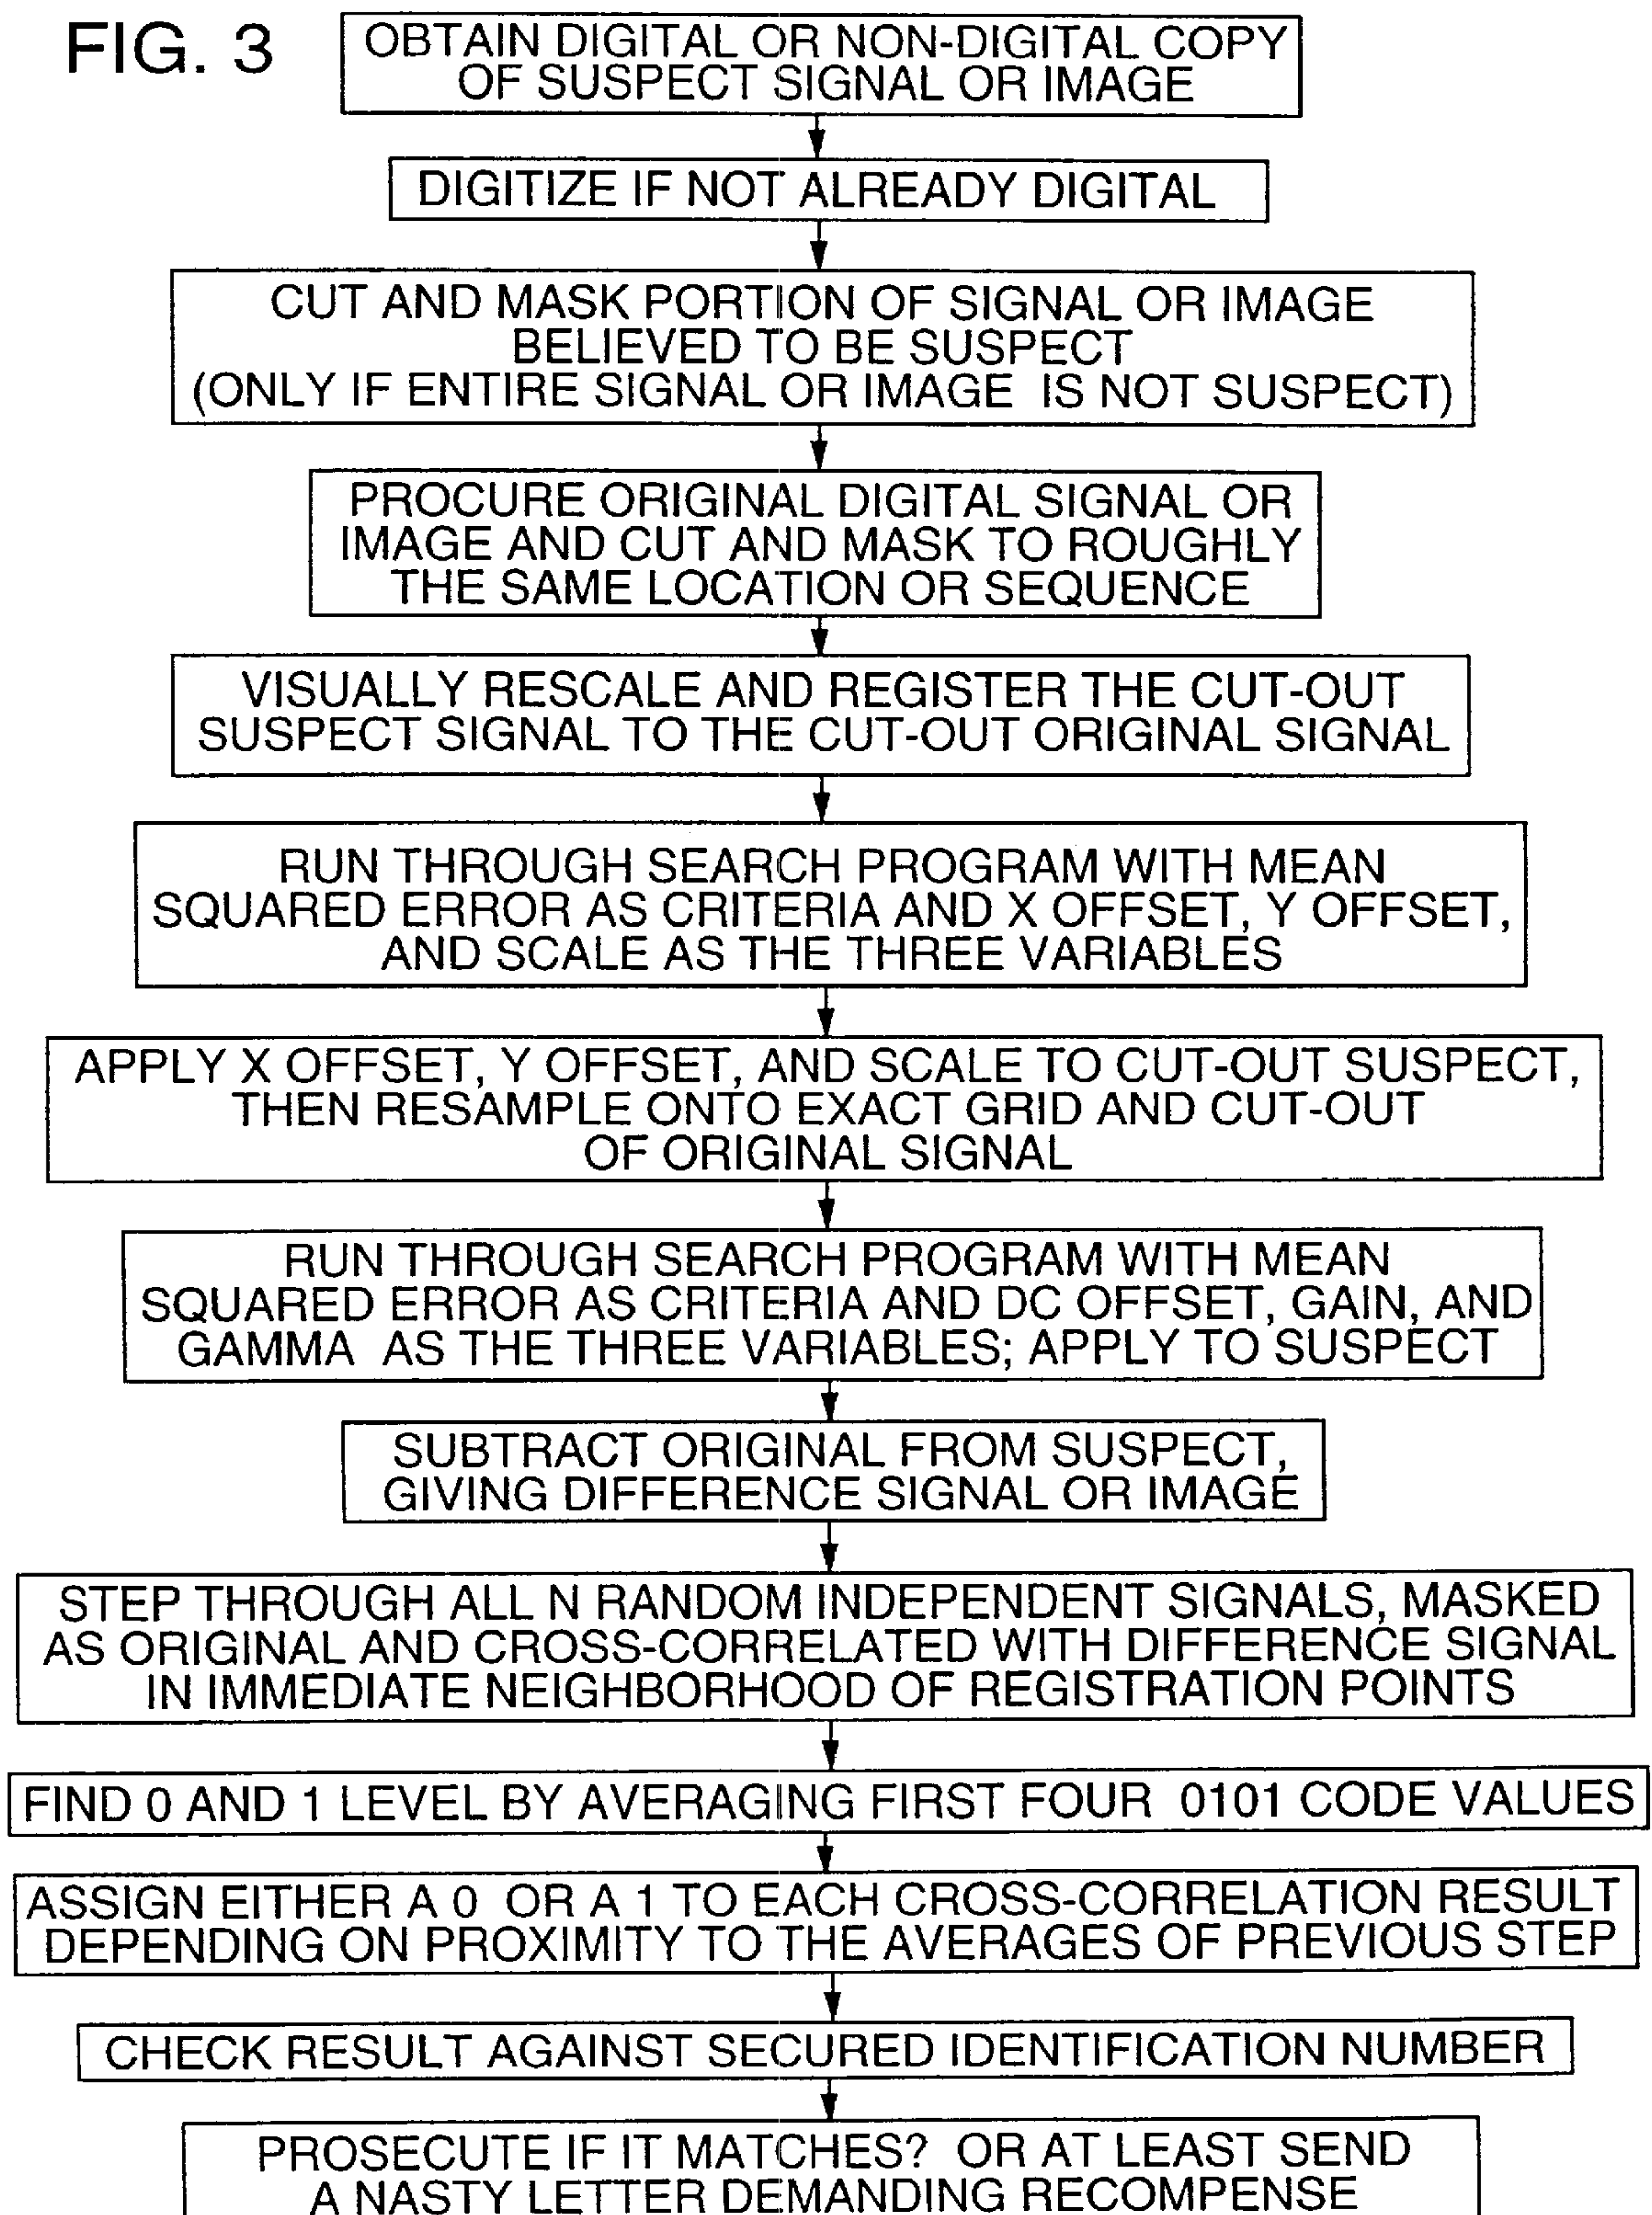 FIG. 3
OBTAIN DIGITAL OR NON-DIGITAL COPY
OF SUSPECT SIGNAL OR IMAGE
DIGITIZE IF NOT ALREADY DIGITAL
CUT AND MASK PORTION OF SIGNAL OR IMAGE
BELIEVED TO BE SUSPECT
(ONLY IF ENTIRE SIGNAL OR IMAGE IS NOT SUSPECT)
PROCURE ORIGINAL DIGITAL SIGNAL OR
IMAGE AND CUT AND MASK TO ROUGHLY
THE SAME LOCATION OR SEQUENCE
VISUALLY RESCALE AND REGISTER THE CUT-OUT
SUSPECT SIGNAL TO THE CUT-OUT ORIGINAL SIGNAL
RUN THROUGH SEARCH PROGRAM WITH MEAN
SQUARED ERROR AS CRITERIA AND X OFFSET, Y OFFSET,
AND SCALE AS THE THREE VARIABLES
APPLY X OFFSET, Y OFFSET, AND SCALE TO CUT-OUT SUSPECT,
THEN RESAMPLE ONTO EXACT GRID AND CUT-OUT
OF ORIGINAL SIGNAL
RUN THROUGH SEARCH PROGRAM WITH MEAN
SQUARED ERROR AS CRITERIA AND DC OFFSET, GAIN, AND
GAMMA AS THE THREE VARIABLES; APPLY TO SUSPECT
SUBTRACT ORIGINAL FROM SUSPECT,
GIVING DIFFERENCE SIGNAL OR IMAGE
STEP THROUGH ALL N RANDOM INDEPENDENT SIGNALS, MASKED
AS ORIGINAL AND CROSS-CORRELATED WITH DIFFERENCE SIGNAL
IN IMMEDIATE NEIGHBORHOOD OF REGISTRATION POINTS
FIND 0 AND 1 LEVEL BY AVERAGING FIRST FOUR 0101 CODE VALUES
ASSIGN EITHER A 0 OR A 1 TO EACH CROSS-CORRELATION RESULT
DEPENDING ON PROXIMITY TO THE AVERAGES OF PREVIOUS STEP
CHECK RESULT AGAINST SECURED IDENTIFICATION NUMBER
PROSECUTE IF IT MATCHES? OR AT LEAST SEND
A NASTY LETTER DEMANDING RECOMPENSE